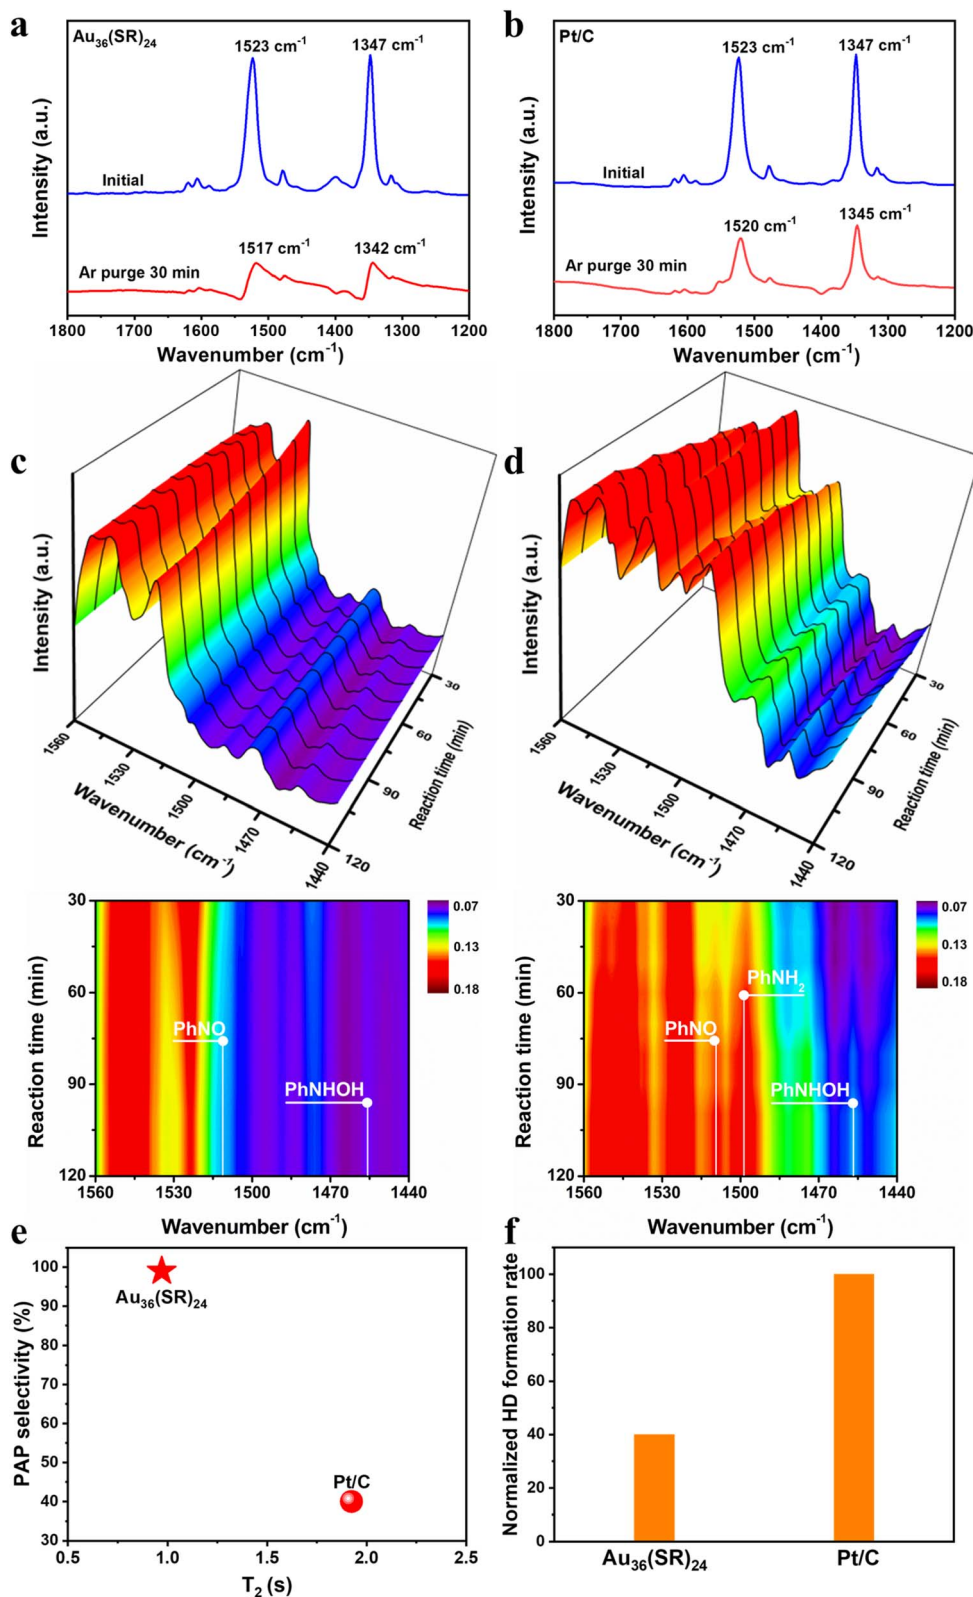 a
Au₃₆(SR)₂₄
1523 cm⁻¹
1347 cm⁻¹
Initial
1517 cm⁻¹
1342 cm⁻¹
Ar purge 30 min
Intensity (a.u.)
1800 1700 1600 1500 1400 1300 1200
Wavenumber (cm⁻¹)
b
Pt/C
1523 cm⁻¹
1347 cm⁻¹
Initial
1520 cm⁻¹
1345 cm⁻¹
Ar purge 30 min
Intensity (a.u.)
1800 1700 1600 1500 1400 1300 1200
Wavenumber (cm⁻¹)
c
Intensity (a.u.)
1560 1530 1500 1470 1440
Wavenumber (cm⁻¹)
30 60 90 120
Reaction time (min)
d
Intensity (a.u.)
1560 1530 1500 1470 1440
Wavenumber (cm⁻¹)
30 60 90 120
Reaction time (min)
30
60
90
120
Reaction time (min)
PhNO
PhNHOH
1560 1530 1500 1470 1440
Wavenumber (cm⁻¹)
0.07
0.13
0.18
30
60
90
120
Reaction time (min)
PhNH₂
PhNO
PhNHOH
1560 1530 1500 1470 1440
Wavenumber (cm⁻¹)
0.07
0.13
0.18
e
100
90
80
70
60
50
40
30
PAP selectivity (%)
Au₃₆(SR)₂₄
Pt/C
0.5 1.0 1.5 2.0 2.5
T₂ (s)
f
100
80
60
40
20
0
Normalized HD formation rate
Au₃₆(SR)₂₄ Pt/C